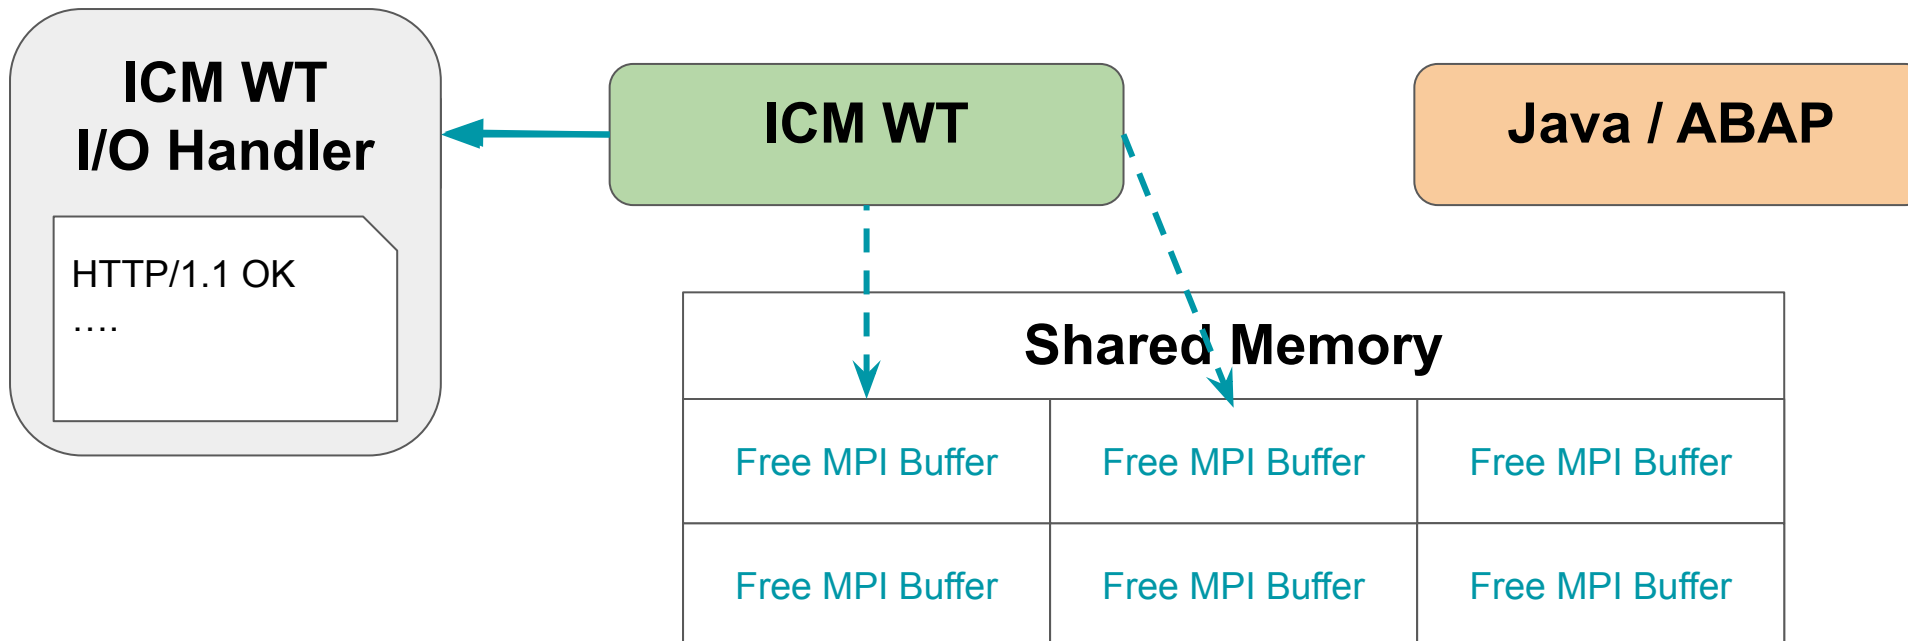 ICM WT
I/O Handler
HTTP/1.1 OK
....
ICM WT
Java / ABAP
Shared Memory
Free MPI Buffer
Free MPI Buffer
Free MPI Buffer
Free MPI Buffer
Free MPI Buffer
Free MPI Buffer